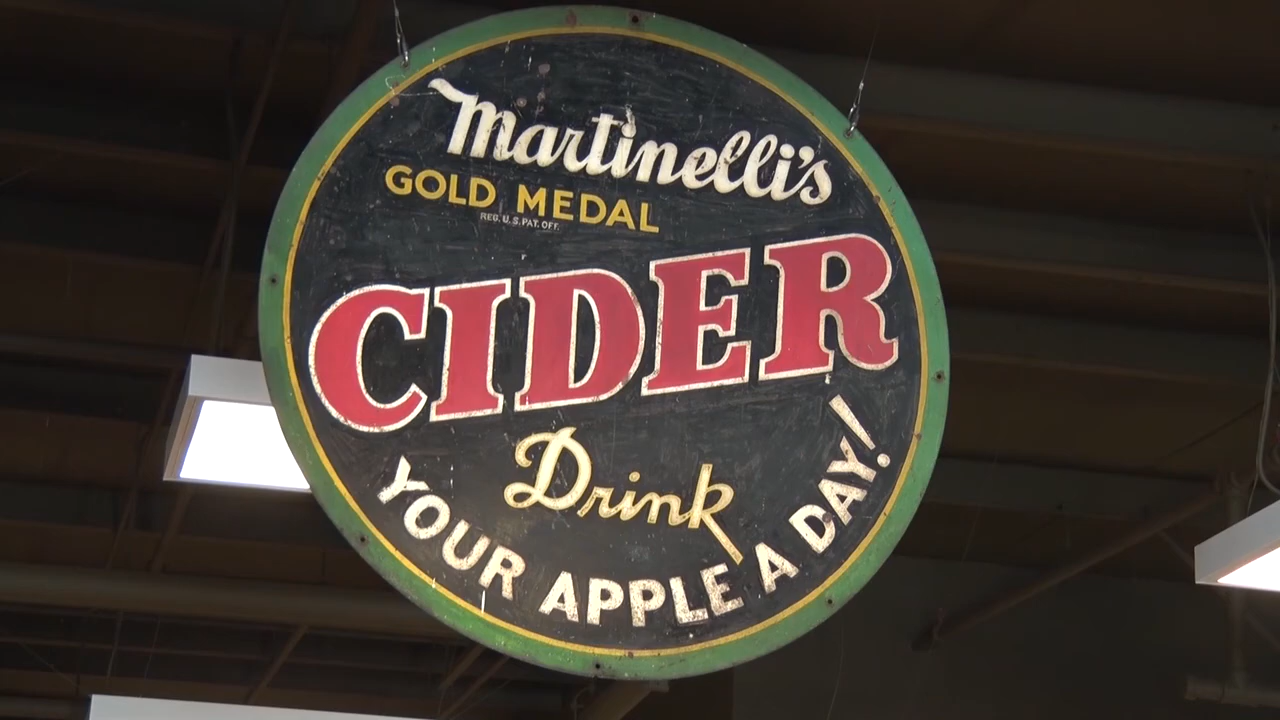 Martinelli's
GOLD MEDAL
REG. U.S. PAT. OFF.
CIDER
Drink
YOUR APPLE A DAY!